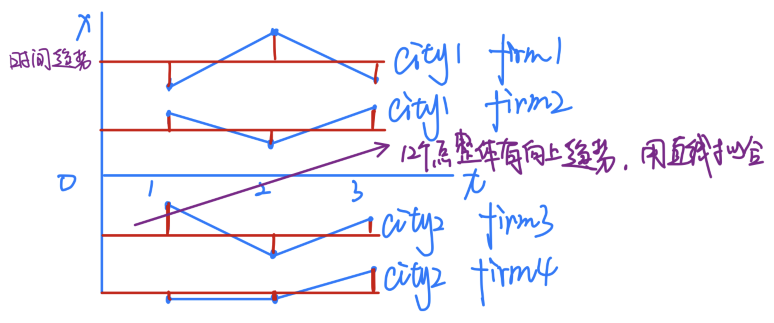 x
时间趋势
city1 firm1
city1 firm2
12个点整体有向上趋势，用直线拟合
0 1 2 3 t
city2 firm3
city2 firm4